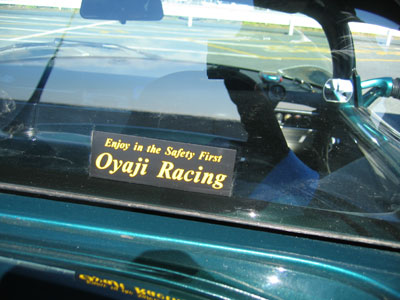 Enjoy in the Safety First
Oyaji Racing